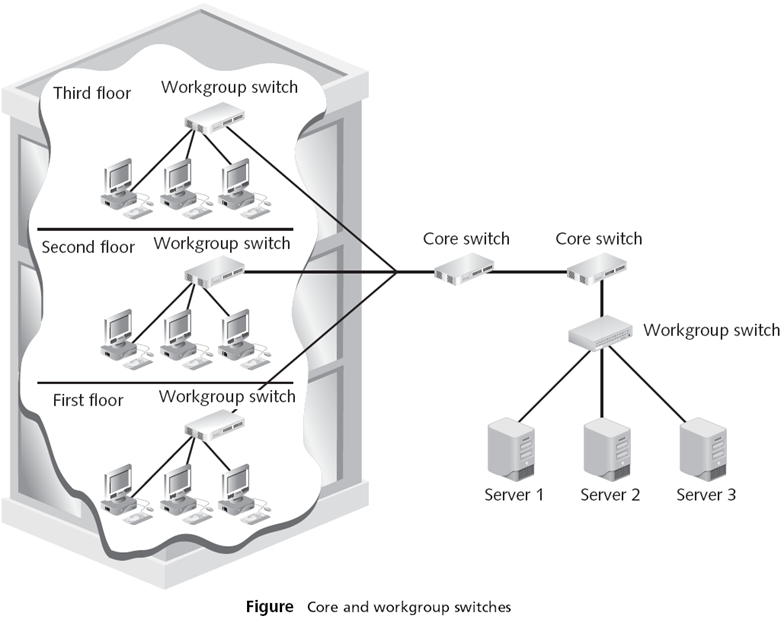 Third floor
Workgroup switch
Second floor
Workgroup switch
First floor
Workgroup switch
Core switch
Core switch
Workgroup switch
Server 1
Server 2
Server 3
Figure Core and workgroup switches